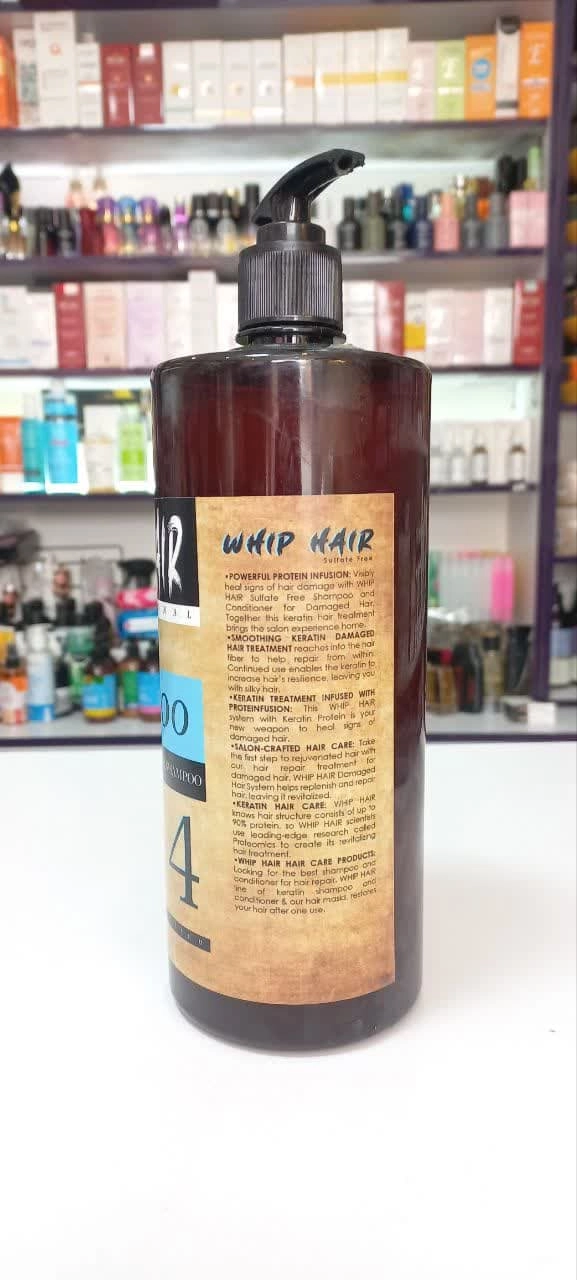 HIR
00
SHAMPOO
4
WHIP HAIR
Sulfate Free
•POWERFUL PROTEIN INFUSION: Visibly
heal signs of hair damage with WHIP
HAIR Sulfate Free Shampoo and
Conditioner for Damaged Hair.
Together this keratin hair treatment
brings the salon experience home.
•SMOOTHING KERATIN DAMAGED
HAIR TREATMENT reaches into the hair
fiber to help repair from within.
Continued use enables the keratin to
increase hair's resilience, leaving you
with silky hair.
•KERATIN TREATMENT INFUSED WITH
PROTEINFUSION: This WHIP HAIR
system with Keratin Protein is your
new weapon to heal signs of
damaged hair.
•SALON-CRAFTED HAIR CARE: Take
the first step to rejuvenated hair with
our hair repair treatment for
damaged hair. WHIP HAIR Damaged
Hair System helps replenish and repair
hair, leaving it revitalized.
•KERATIN HAIR CARE: WHIP HAIR
knows hair structure consists of up to
90% protein, so WHIP HAIR scientists
use leading-edge research called
Proteomics to create its revitalizing
hair treatment.
•WHIP HAIR HAIR CARE PRODUCTS:
Looking for the best shampoo and
conditioner for hair repair, WHIP HAIR
line of keratin shampoo and
conditioner & our hair mask, restores
your hair after one use.